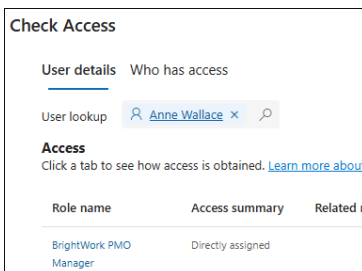 Check Access
User details Who has access
User lookup Anne Wallace ×
Access
Click a tab to see how access is obtained. Learn more about
Role name Access summary Related
BrightWork PMO Directly assigned
Manager